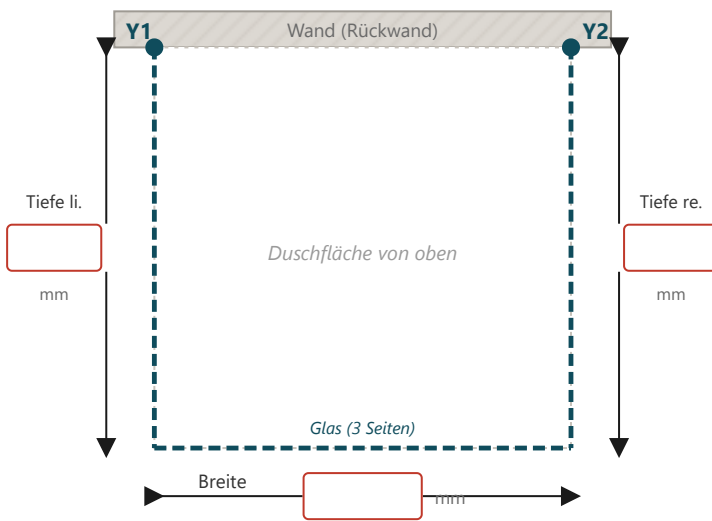 Y1
Wand (Rückwand)
Y2
Tiefe li.
Tiefe re.
Duschfläche von oben
mm
mm
Glas (3 Seiten)
Breite
mm